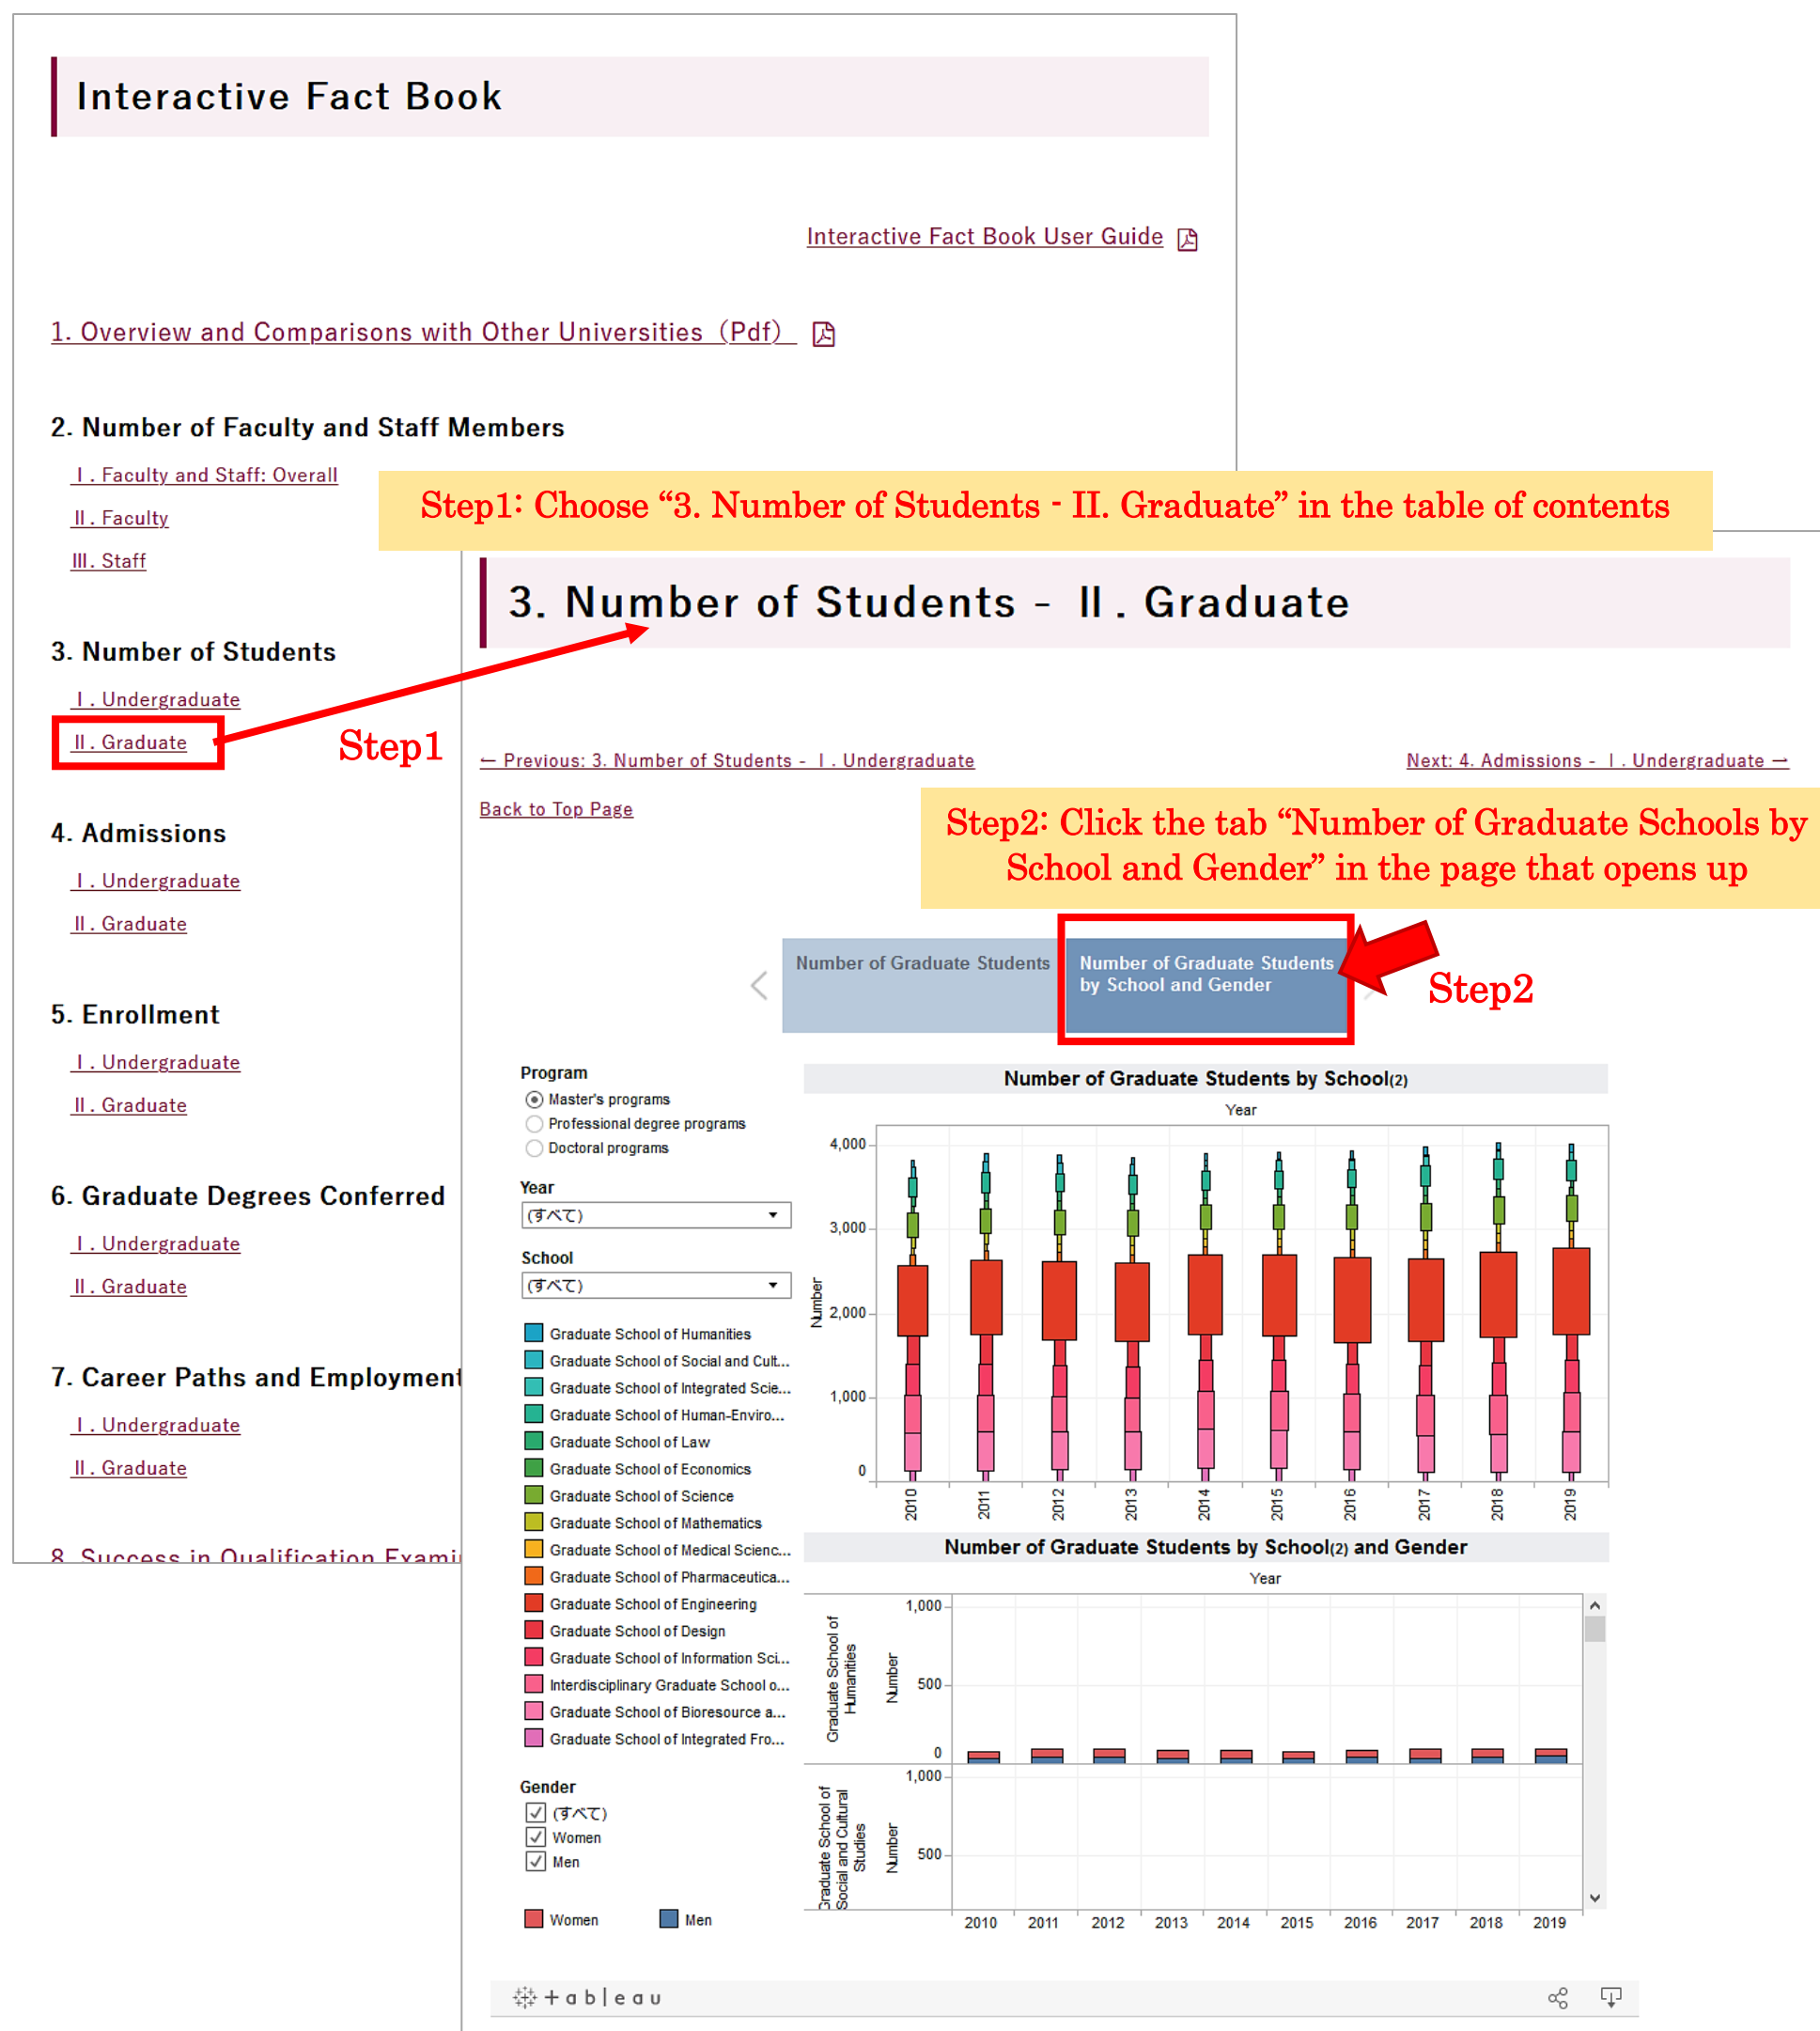 Interactive Fact Book
Interactive Fact Book User Guide
1. Overview and Comparisons with Other Universities（Pdf）
2. Number of Faculty and Staff Members
Ⅰ. Faculty and Staff: Overall
Ⅱ. Faculty
Ⅲ. Staff
3. Number of Students
Ⅰ. Undergraduate
Ⅱ. Graduate
4. Admissions
Ⅰ. Undergraduate
Ⅱ. Graduate
5. Enrollment
Ⅰ. Undergraduate
Ⅱ. Graduate
6. Graduate Degrees Conferred
Ⅰ. Undergraduate
Ⅱ. Graduate
7. Career Paths and Employment
Ⅰ. Undergraduate
Ⅱ. Graduate
8. Success in Qualification
Step1: Choose “3. Number of Students - II. Graduate” in the table of contents
Step1
3. Number of Students - Ⅱ. Graduate
← Previous: 3. Number of Students - Ⅰ. Undergraduate
Next: 4. Admissions - Ⅰ. Undergraduate →
Back to Top Page
Step2: Click the tab “Number of Graduate Schools by
School and Gender” in the page that opens up
Number of Graduate Students
Number of Graduate Students
by School and Gender
Step2
Program
Master's programs
Professional degree programs
Doctoral programs
Year
(すべて)
School
(すべて)
Graduate School of Humanities
Graduate School of Social and Cult...
Graduate School of Integrated Scie...
Graduate School of Human-Enviro...
Graduate School of Law
Graduate School of Economics
Graduate School of Science
Graduate School of Mathematics
Graduate School of Medical Scienc...
Graduate School of Pharmaceutica...
Graduate School of Engineering
Graduate School of Design
Graduate School of Information Sci...
Interdisciplinary Graduate School o...
Graduate School of Bioresource a...
Graduate School of Integrated Fro...
Gender
(すべて)
Women
Men
Women Men
Number of Graduate Students by School(2)
Year
Number
4,000
3,000
2,000
1,000
0
2010 2011 2012 2013 2014 2015 2016 2017 2018 2019
Number of Graduate Students by School(2) and Gender
Year
Graduate School of
Humanities
Number
1,000
500
0
Graduate School of
Social and Cultural
Studies
Number
1,000
500
2010 2011 2012 2013 2014 2015 2016 2017 2018 2019
+ableau